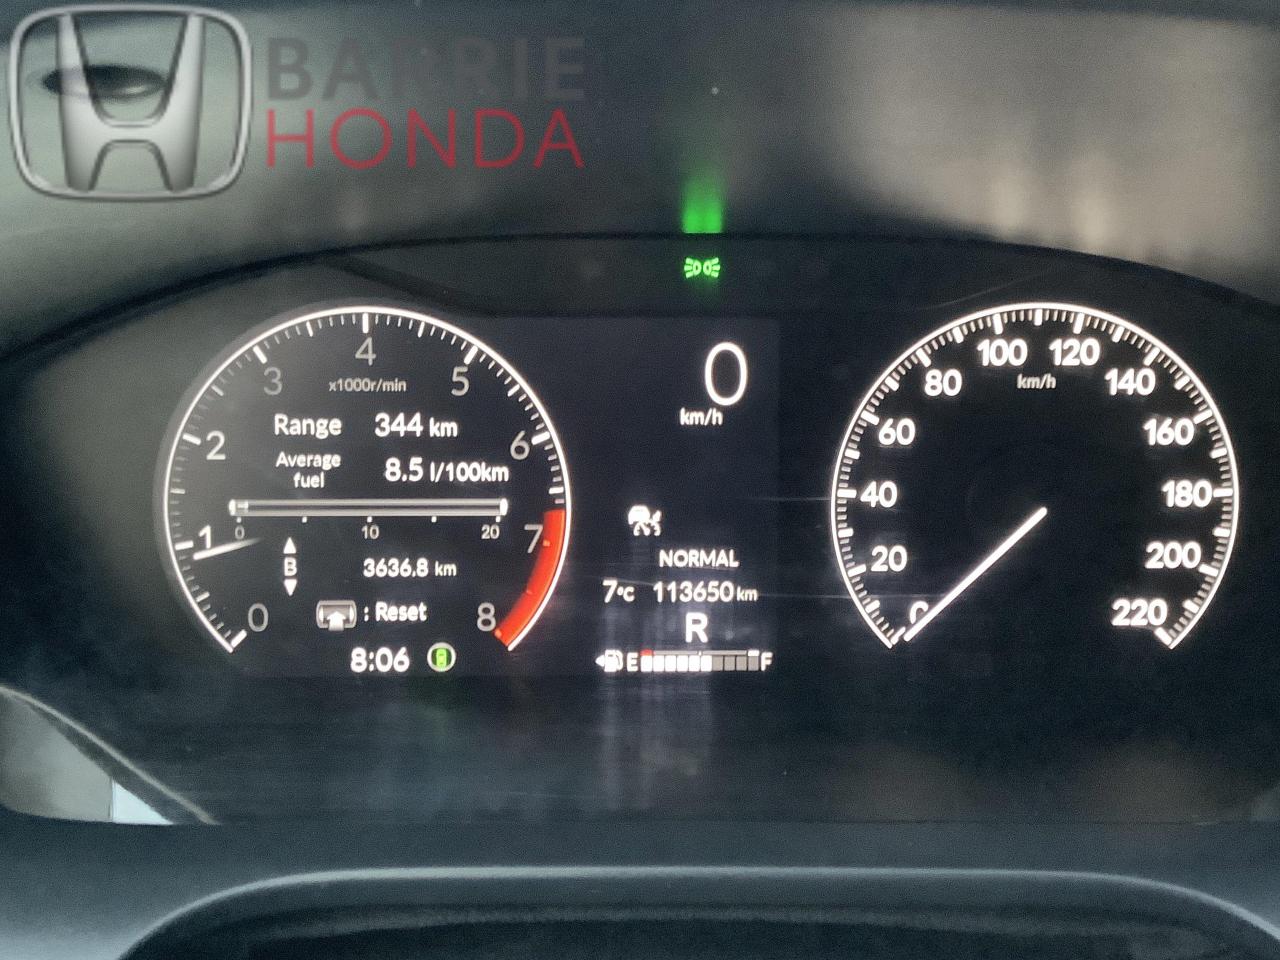 BARRIE
HONDA
0
km/h
0
1
2
3
4
5
6
7
8
x1000r/min
Range 344 km
Average
fuel
8.5 l/100km
0 10 20
B
3636.8 km
: Reset
8:06
NORMAL
7°C 113650 km
R
E F
0
20
40
60
80
100
120
140
160
180
200
220
km/h